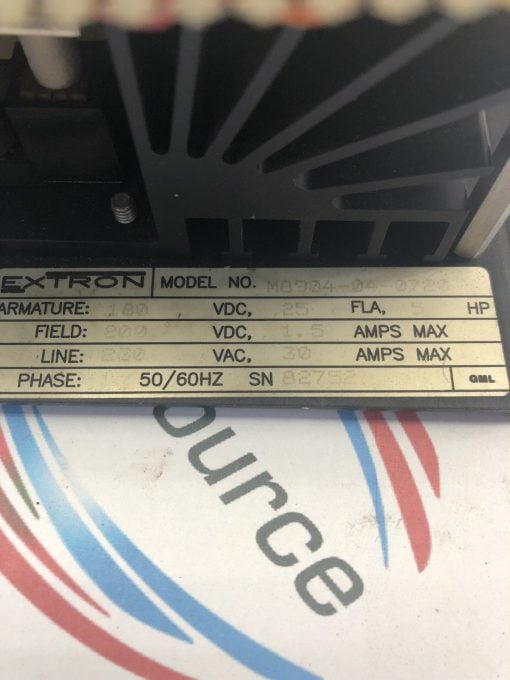 EXTRON MODEL NO. M8904-04-0720
ARMATURE: 180 VDC, 25 FLA, 5 HP
FIELD: 200 VDC, 1.5 AMPS MAX
LINE: 230 VAC, 30 AMPS MAX
PHASE: 1 50/60HZ SN 82752 GML
ource